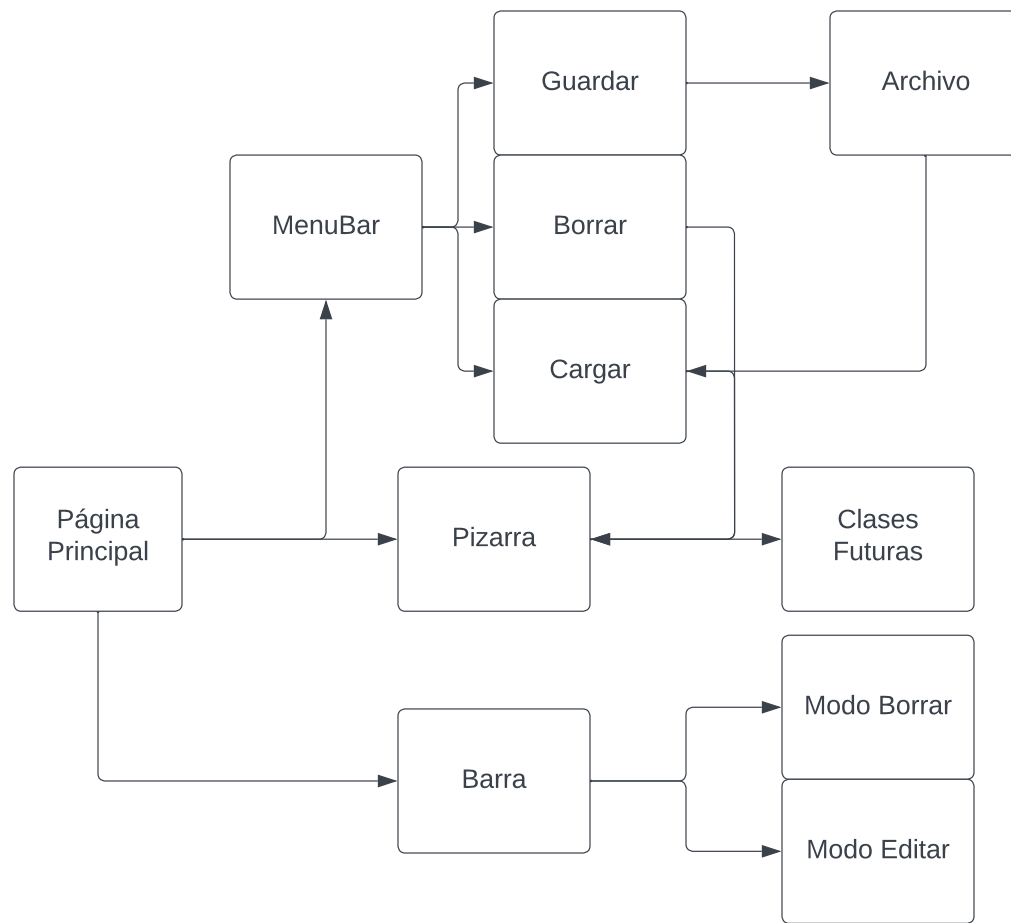 Guardar
Archivo
MenuBar
Borrar
Cargar
Página
Principal
Pizarra
Clases
Futuras
Modo Borrar
Barra
Modo Editar